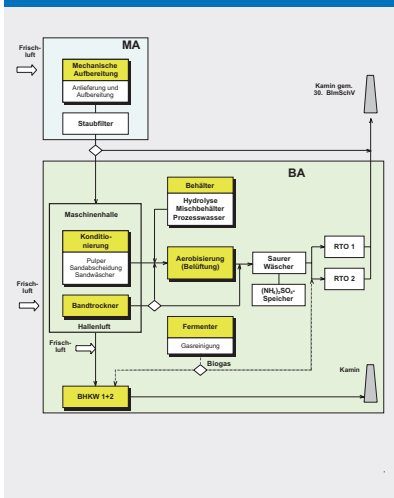 MA
Frisch-
luft
Mechanische
Aufbereitung
Anlieferung und
Aufbereitung
Staubfilter
Kamin gem.
30. BImSchV
BA
Behälter
Hydrolyse
Mischbehälter
Prozesswasser
Maschinenhalle
Konditio-
nierung
Pulper
Sandabscheidung
Sandwäscher
Aerobisierung
(Belüftung)
Saurer
Wäscher
RTO 1
RTO 2
(NH₄)₂SO₄-
Speicher
Frisch-
luft
Bandtrockner
Hallenluft
Fermenter
Gasreinigung
Frisch-
luft
Biogas
Kamin
BHKW 1+2